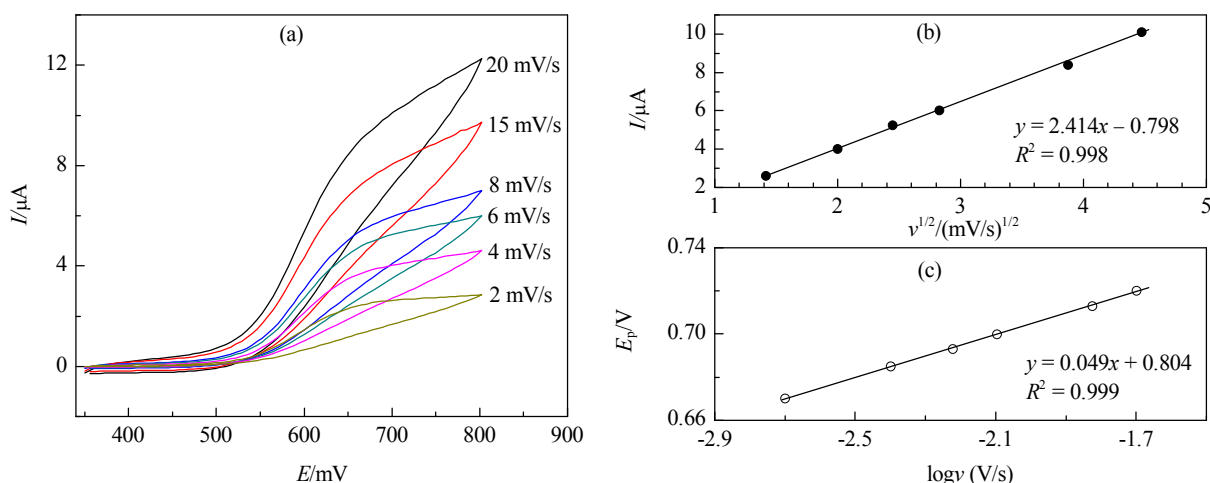 (a)
12
8
4
0
I/μA
20 mV/s
15 mV/s
8 mV/s
6 mV/s
4 mV/s
2 mV/s
400 500 600 700 800 900
E/mV
(b)
10
8
6
4
2
I/μA
y = 2.414x – 0.798
R² = 0.998
1 2 3 4 5
v^1/2/(mV/s)^1/2
(c)
0.74
0.70
0.66
Ep/V
y = 0.049x + 0.804
R² = 0.999
-2.9 -2.5 -2.1 -1.7
logv (V/s)